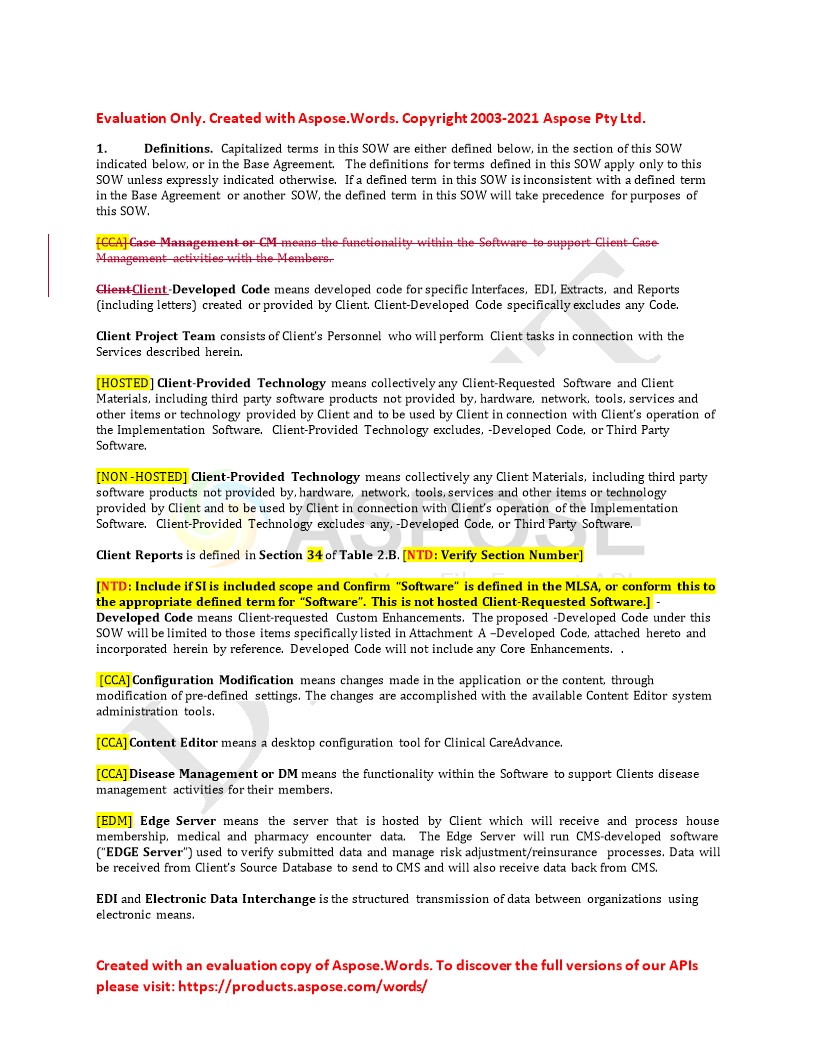 Evaluation Only. Created with Aspose.Words. Copyright 2003-2021 Aspose Pty Ltd.
1. Definitions. Capitalized terms in this SOW are either defined below, in the section of this SOW
indicated below, or in the Base Agreement. The definitions for terms defined in this SOW apply only to this
SOW unless expressly indicated otherwise. If a defined term in this SOW is inconsistent with a defined term
in the Base Agreement or another SOW, the defined term in this SOW will take precedence for purposes of
this SOW.
[CCA]Case Management or CM means the functionality within the Software to support Client Case
Management activities with the Members.
ClientClient-Developed Code means developed code for specific Interfaces, EDI, Extracts, and Reports
(including letters) created or provided by Client. Client-Developed Code specifically excludes any Code.
Client Project Team consists of Client's Personnel who will perform Client tasks in connection with the
Services described herein.
[HOSTED] Client-Provided Technology means collectively any Client-Requested Software and Client
Materials, including third party software products not provided by, hardware, network, tools, services and
other items or technology provided by Client and to be used by Client in connection with Client's operation of
the Implementation Software. Client-Provided Technology excludes, -Developed Code, or Third Party
Software.
[NON-HOSTED] Client-Provided Technology means collectively any Client Materials, including third party
software products not provided by, hardware, network, tools, services and other items or technology
provided by Client and to be used by Client in connection with Client's operation of the Implementation
Software. Client-Provided Technology excludes any, -Developed Code, or Third Party Software.
ASPOSE
Client Reports is defined in Section 34 of Table 2.B. [NTD: Verify Section Number]
[NTD: Include if SI is included scope and Confirm "Software" is defined in the MLSA, or conform this to
the appropriate defined term for "Software". This is not hosted Client-Requested Software.] -
Developed Code means Client-requested Custom Enhancements. The proposed -Developed Code under this
SOW will be limited to those items specifically listed in Attachment A –Developed Code, attached hereto and
incorporated herein by reference. Developed Code will not include any Core Enhancements. .
[CCA]Configuration Modification means changes made in the application or the content, through
modification of pre-defined settings. The changes are accomplished with the available Content Editor system
administration tools.
[CCA]Content Editor means a desktop configuration tool for Clinical CareAdvance.
[CCA]Disease Management or DM means the functionality within the Software to support Clients disease
management activities for their members.
[EDM] Edge Server means the server that is hosted by Client which will receive and process house
membership, medical and pharmacy encounter data. The Edge Server will run CMS-developed software
("EDGE Server") used to verify submitted data and manage risk adjustment/reinsurance processes. Data will
be received from Client's Source Database to send to CMS and will also receive data back from CMS.
EDI and Electronic Data Interchange is the structured transmission of data between organizations using
electronic means.
Created with an evaluation copy of Aspose.Words. To discover the full versions of our APIs
please visit: https://products.aspose.com/words/